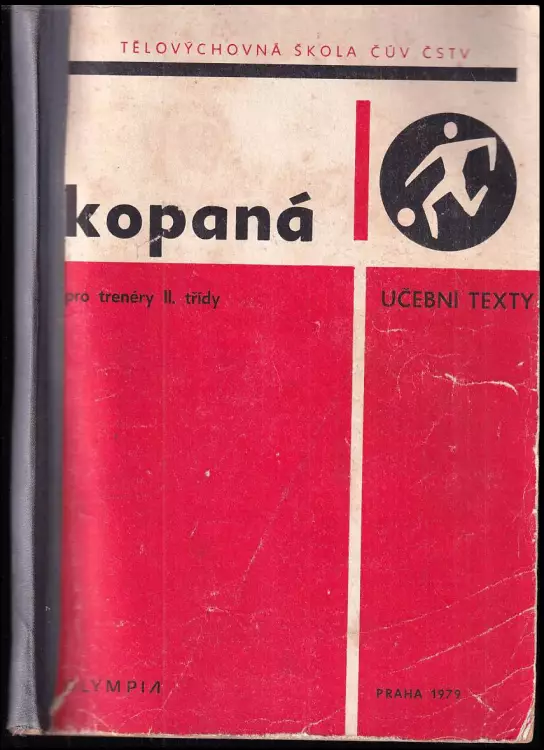 TĚLOVÝCHOVNÁ ŠKOLA ČÚV ČSTV
kopaná
pro trenéry II. třídy
UČEBNÍ TEXTY
OLYMPIA
PRAHA 1979